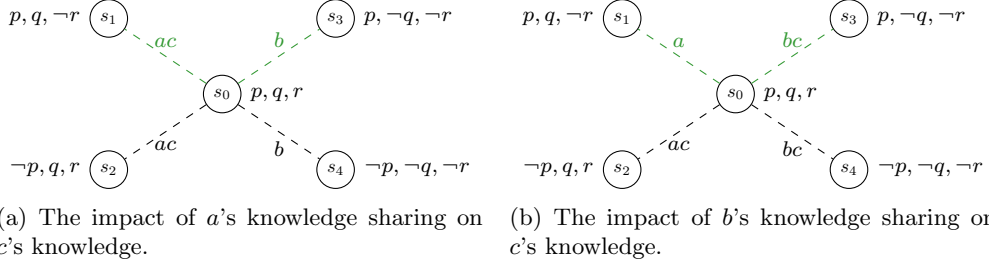 p, q, ¬r s₁ s₃ p, ¬q, ¬r
ac b
s₀ p, q, r
ac b
¬p, q, r s₂ s₄ ¬p, ¬q, ¬r
(a) The impact of a's knowledge sharing on
c's knowledge.
p, q, ¬r s₁ s₃ p, ¬q, ¬r
a bc
s₀ p, q, r
ac bc
¬p, q, r s₂ s₄ ¬p, ¬q, ¬r
(b) The impact of b's knowledge sharing on
c's knowledge.